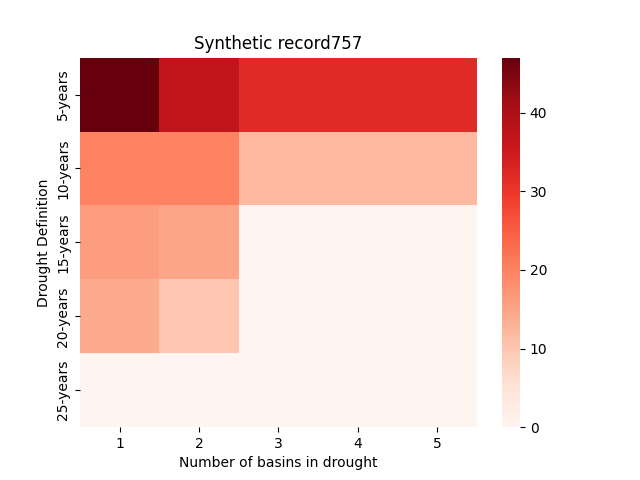 Synthetic record757
Drought Definition
5-years
10-years
15-years
20-years
25-years
1 2 3 4 5
Number of basins in drought
40
30
20
10
0